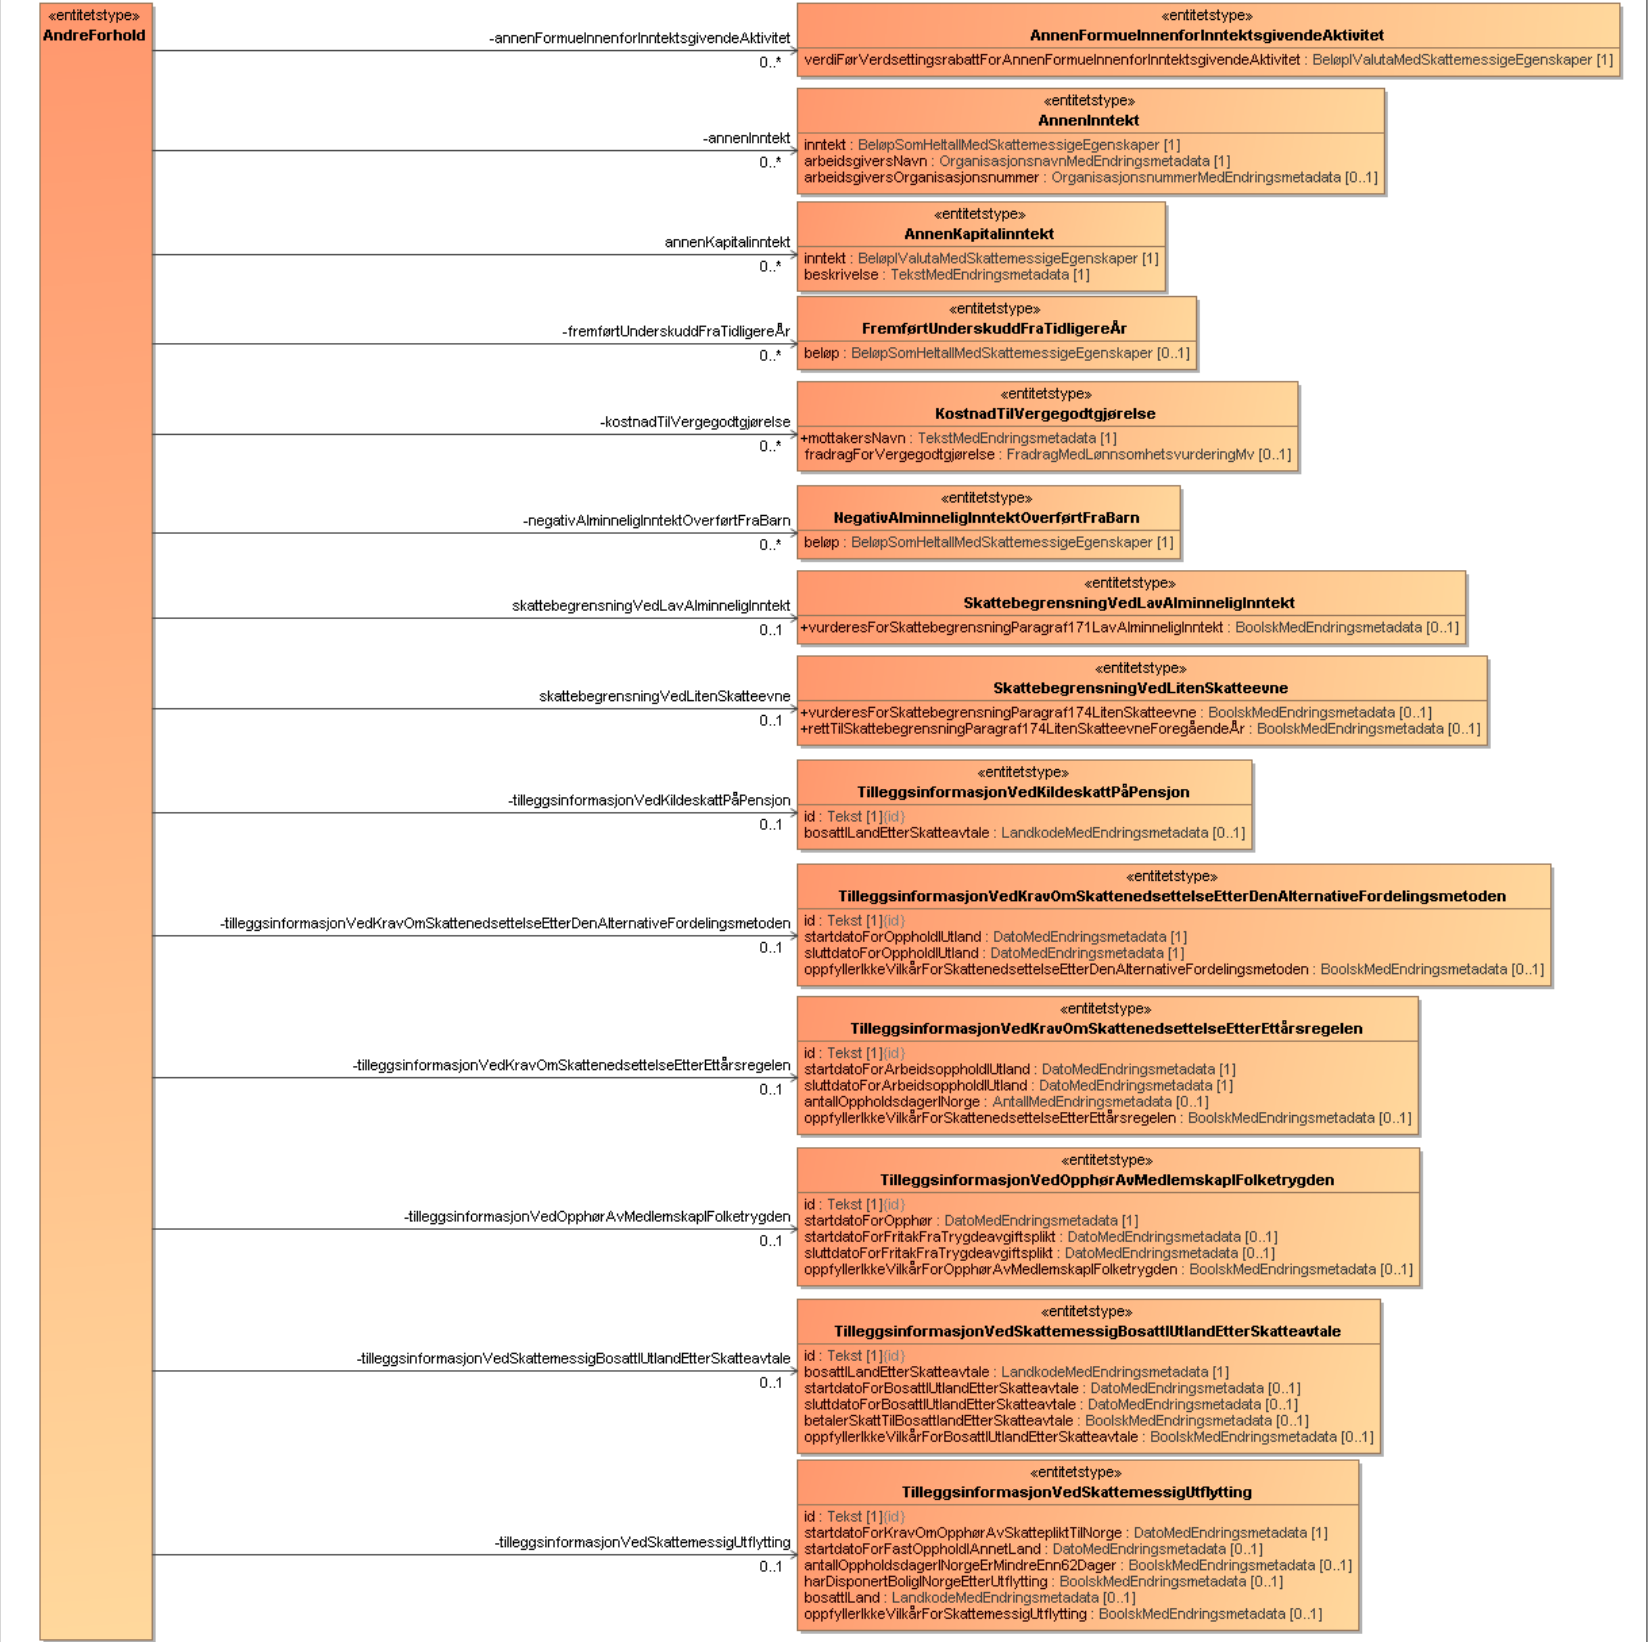 «entitetstype»
AndreForhold
-annenFormueInnenforInntektsgivendeAktivitet
0..*
«entitetstype»
AnnenFormueInnenforInntektsgivendeAktivitet
verdiFørVerdsettingsrabattForAnnenFormueInnenforInntektsgivendeAktivitet : BeløpIValutaMedSkattemessigeEgenskaper [1]
-annenInntekt
0..*
«entitetstype»
AnnenInntekt
inntekt : BeløpSomHeltallMedSkattemessigeEgenskaper [1]
arbeidsgiversNavn : OrganisasjonsnavnMedEndringsmetadata [1]
arbeidsgiversOrganisasjonsnummer : OrganisasjonsnummerMedEndringsmetadata [0..1]
annenKapitalinntekt
0..*
«entitetstype»
AnnenKapitalinntekt
inntekt : BeløpIValutaMedSkattemessigeEgenskaper [1]
beskrivelse : TekstMedEndringsmetadata [1]
-fremførtUnderskuddFraTidligereÅr
0..*
«entitetstype»
FremførtUnderskuddFraTidligereÅr
beløp : BeløpSomHeltallMedSkattemessigeEgenskaper [0..1]
-kostnadTilVergegodtgjørelse
0..*
«entitetstype»
KostnadTilVergegodtgjørelse
+mottakersNavn : TekstMedEndringsmetadata [1]
fradragForVergegodtgjørelse : FradragMedLønnsomhetsvurderingMv [0..1]
-negativAlminneligInntektOverførtFraBarn
0..*
«entitetstype»
NegativAlminneligInntektOverførtFraBarn
beløp : BeløpSomHeltallMedSkattemessigeEgenskaper [1]
skattebegrensningVedLavAlminneligInntekt
0..1
«entitetstype»
SkattebegrensningVedLavAlminneligInntekt
+vurderesForSkattebegrensningParagraf171LavAlminneligInntekt : BoolskMedEndringsmetadata [0..1]
skattebegrensningVedLitenSkatteevne
0..1
«entitetstype»
SkattebegrensningVedLitenSkatteevne
+vurderesForSkattebegrensningParagraf174LitenSkatteevne : BoolskMedEndringsmetadata [0..1]
+rettTilSkattebegrensningParagraf174LitenSkatteevneForegåendeÅr : BoolskMedEndringsmetadata [0..1]
-tilleggsinformasjonVedKildeskattPåPensjon
0..1
«entitetstype»
TilleggsinformasjonVedKildeskattPåPensjon
id : Tekst [1]{id}
bosattILandEtterSkatteavtale : LandkodeMedEndringsmetadata [0..1]
-tilleggsinformasjonVedKravOmSkattenedsettelseEtterDenAlternativeFordelingsmetoden
0..1
«entitetstype»
TilleggsinformasjonVedKravOmSkattenedsettelseEtterDenAlternativeFordelingsmetoden
id : Tekst [1]{id}
startdatoForOppholdIUtland : DatoMedEndringsmetadata [1]
sluttdatoForOppholdIUtland : DatoMedEndringsmetadata [1]
oppfyllerIkkeVilkårForSkattenedsettelseEtterDenAlternativeFordelingsmetoden : BoolskMedEndringsmetadata [0..1]
-tilleggsinformasjonVedKravOmSkattenedsettelseEtterEttårsregelen
0..1
«entitetstype»
TilleggsinformasjonVedKravOmSkattenedsettelseEtterEttårsregelen
id : Tekst [1]{id}
startdatoForArbeidsoppholdIUtland : DatoMedEndringsmetadata [1]
sluttdatoForArbeidsoppholdIUtland : DatoMedEndringsmetadata [1]
antallOppholdsdagerINorge : AntallMedEndringsmetadata [0..1]
oppfyllerIkkeVilkårForSkattenedsettelseEtterEttårsregelen : BoolskMedEndringsmetadata [0..1]
-tilleggsinformasjonVedOpphørAvMedlemskapIFolketrygden
0..1
«entitetstype»
TilleggsinformasjonVedOpphørAvMedlemskapIFolketrygden
id : Tekst [1]{id}
startdatoForOpphør : DatoMedEndringsmetadata [1]
startdatoForFritakFraTrygdeavgiftsplikt : DatoMedEndringsmetadata [0..1]
sluttdatoForFritakFraTrygdeavgiftsplikt : DatoMedEndringsmetadata [0..1]
oppfyllerIkkeVilkårForOpphørAvMedlemskapIFolketrygden : BoolskMedEndringsmetadata [0..1]
-tilleggsinformasjonVedSkattemessigBosattIUtlandEtterSkatteavtale
0..1
«entitetstype»
TilleggsinformasjonVedSkattemessigBosattIUtlandEtterSkatteavtale
id : Tekst [1]{id}
bosattILandEtterSkatteavtale : LandkodeMedEndringsmetadata [1]
startdatoForBosattIUtlandEtterSkatteavtale : DatoMedEndringsmetadata [0..1]
sluttdatoForBosattIUtlandEtterSkatteavtale : DatoMedEndringsmetadata [0..1]
betalerSkattTilBosattlandEtterSkatteavtale : BoolskMedEndringsmetadata [0..1]
oppfyllerIkkeVilkårForBosattIUtlandEtterSkatteavtale : BoolskMedEndringsmetadata [0..1]
-tilleggsinformasjonVedSkattemessigUtflytting
0..1
«entitetstype»
TilleggsinformasjonVedSkattemessigUtflytting
id : Tekst [1]{id}
startdatoForKravOmOpphørAvSkattepliktTilNorge : DatoMedEndringsmetadata [1]
startdatoForFastOppholdIAnnetLand : DatoMedEndringsmetadata [0..1]
antallOppholdsdagerINorgeErMindreEnn62Dager : BoolskMedEndringsmetadata [0..1]
harDisponertBoligINorgeEtterUtflytting : BoolskMedEndringsmetadata [0..1]
bosattILand : LandkodeMedEndringsmetadata [0..1]
oppfyllerIkkeVilkårForSkattemessigUtflytting : BoolskMedEndringsmetadata [0..1]